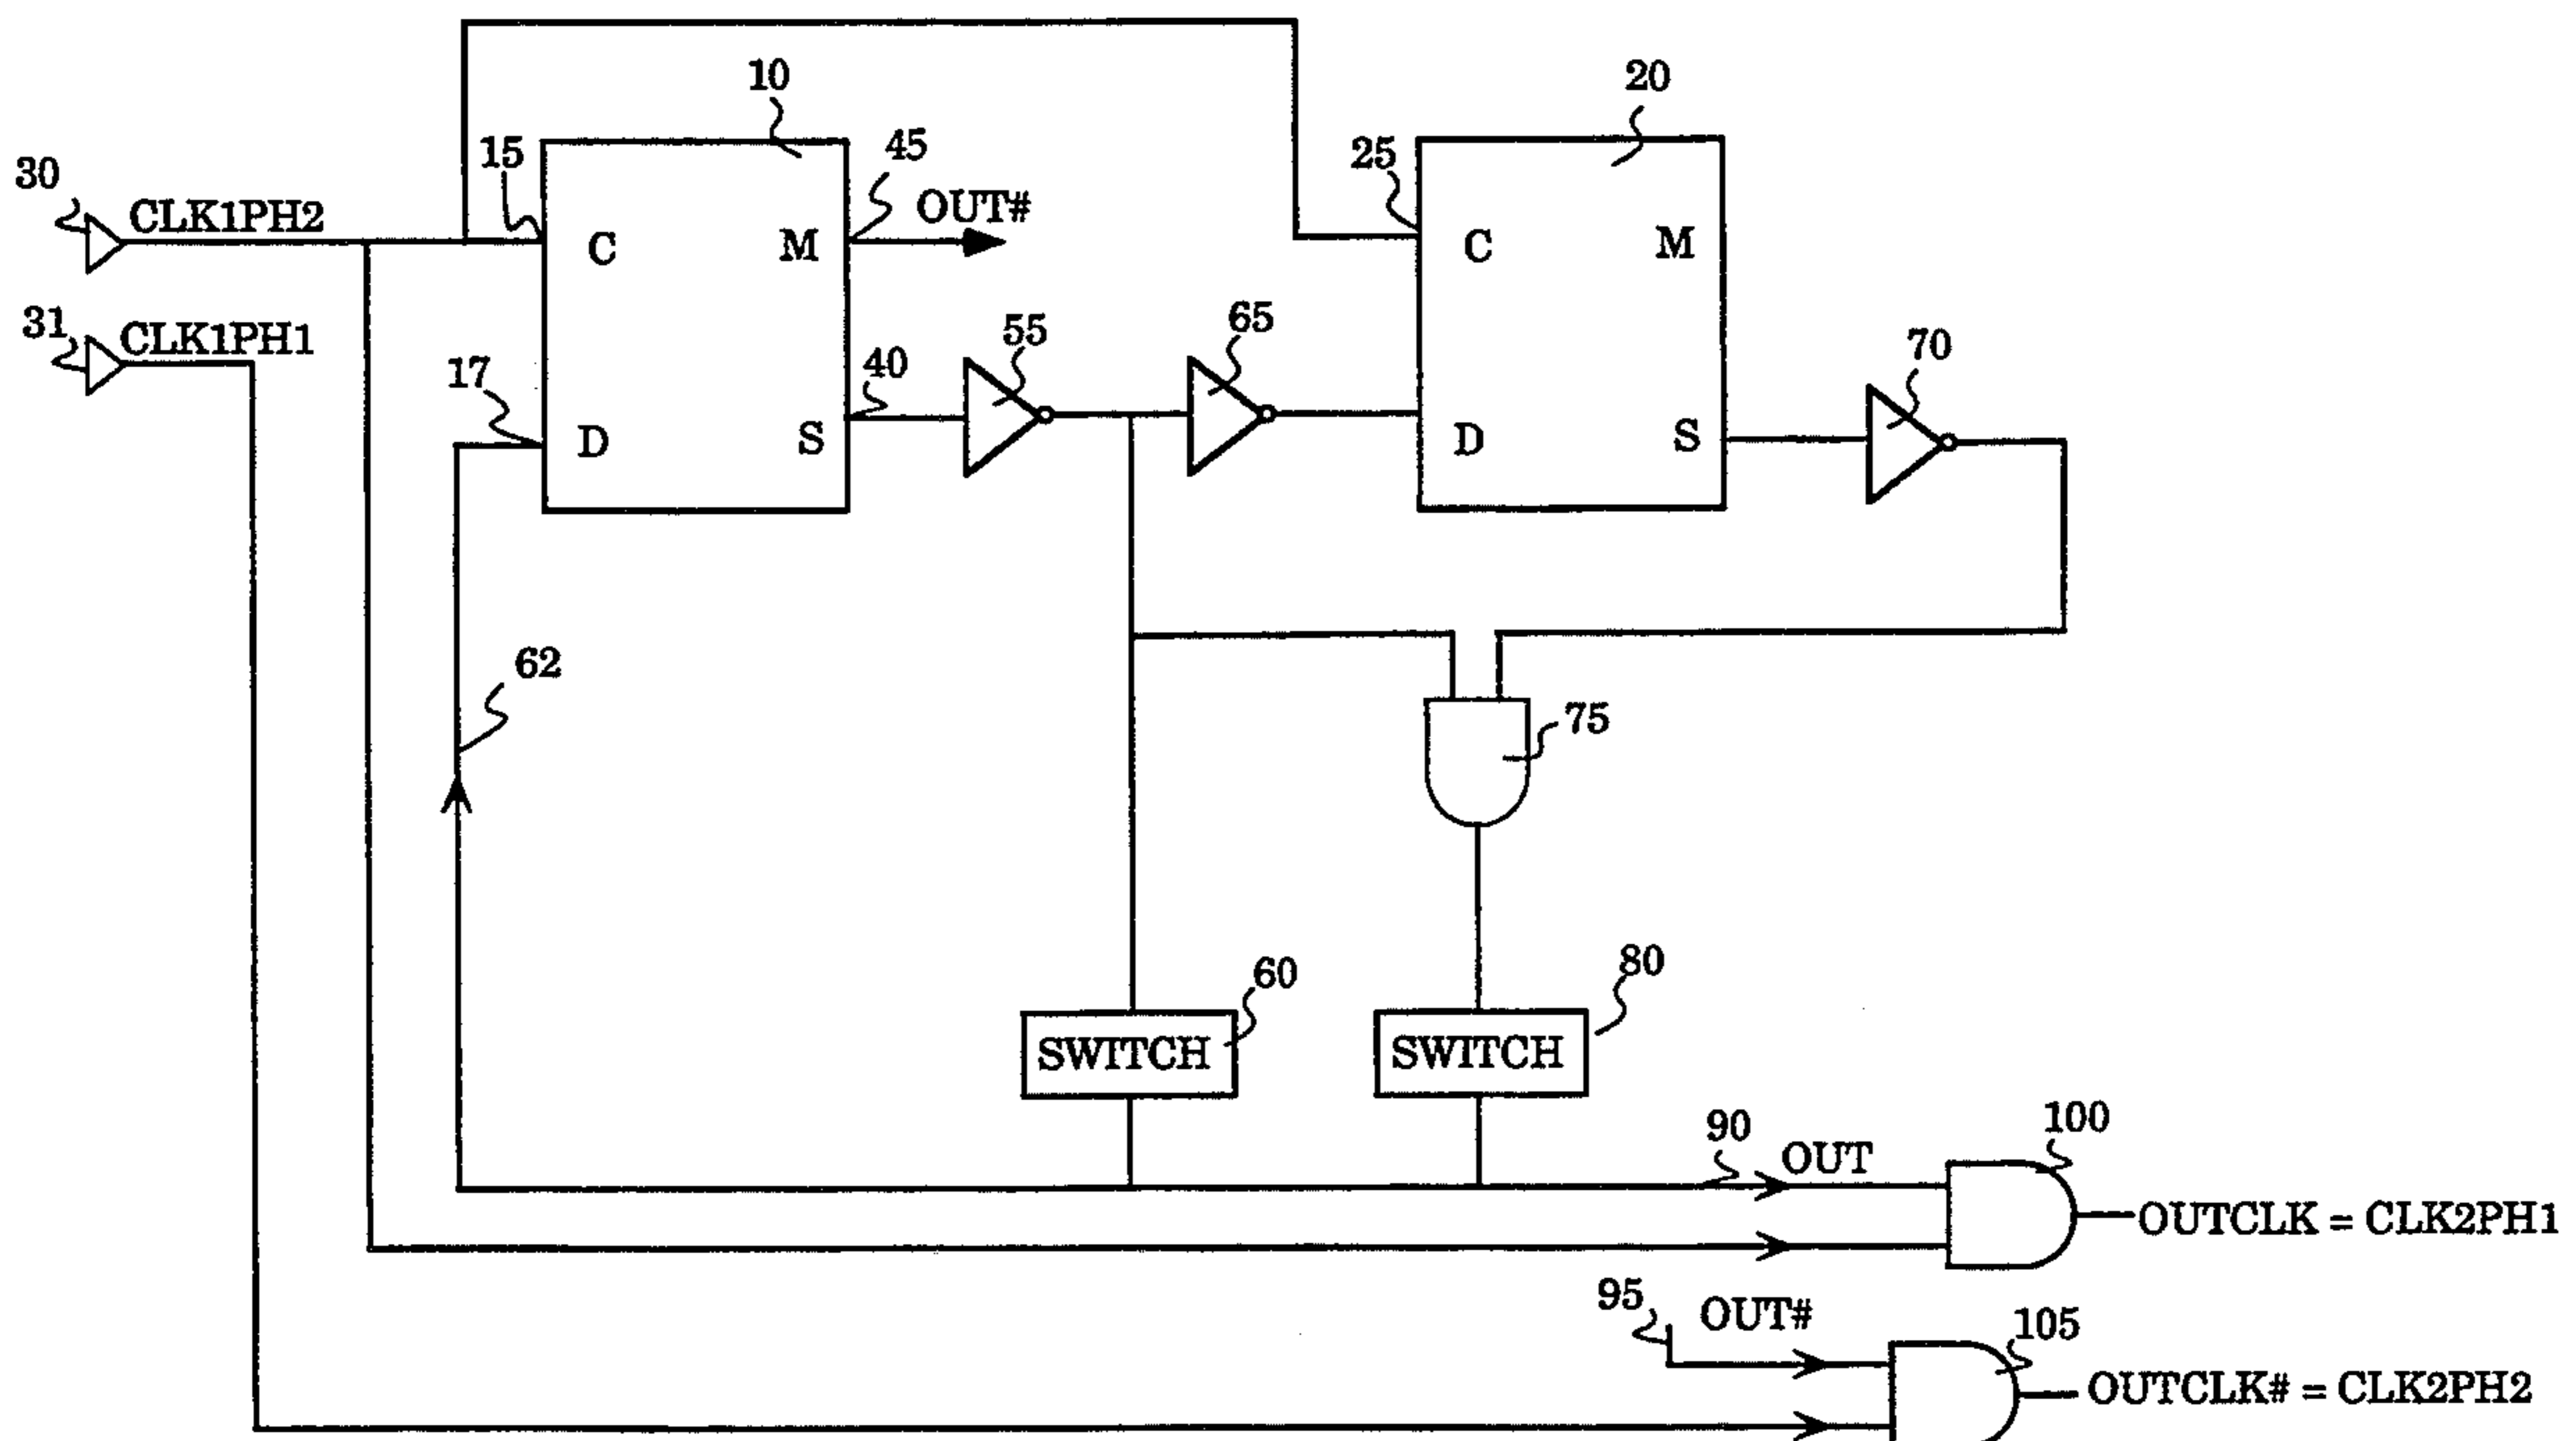 10
20
45
15
25
30
CLK1PH2
OUT#
C
M
C
M
31
CLK1PH1
55
65
70
17
40
D
S
D
S
62
75
60
80
SWITCH
SWITCH
90
OUT
100
OUTCLK = CLK2PH1
95
OUT#
105
OUTCLK# = CLK2PH2